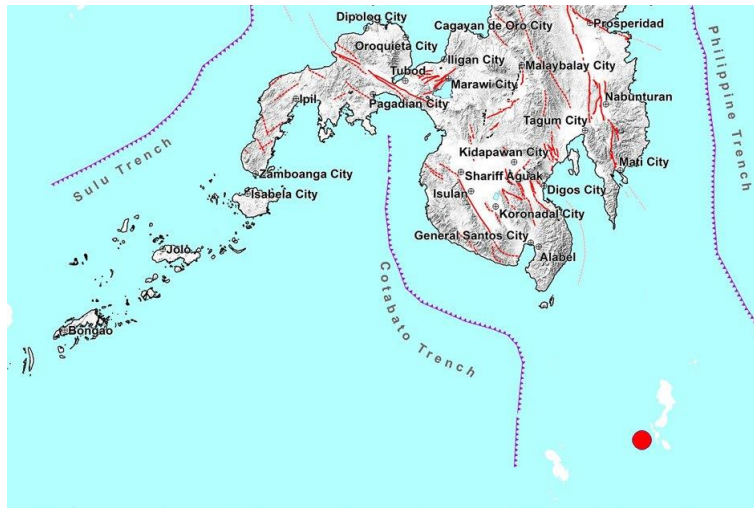 Dipolog City
Cagayan de Oro City
Prosperidad
Oroquieta City
Iligan City
Malaybalay City
Tubod
Marawi City
Ipil
Pagadian City
Nabunturan
Tagum City
Philippine Trench
Sulu Trench
Kidapawan City
Mati City
Zamboanga City
Shariff Aguak
Isabela City
Isulan
Digos City
Koronadal City
General Santos City
Alabel
Jolo
Cotabato Trench
Bongao